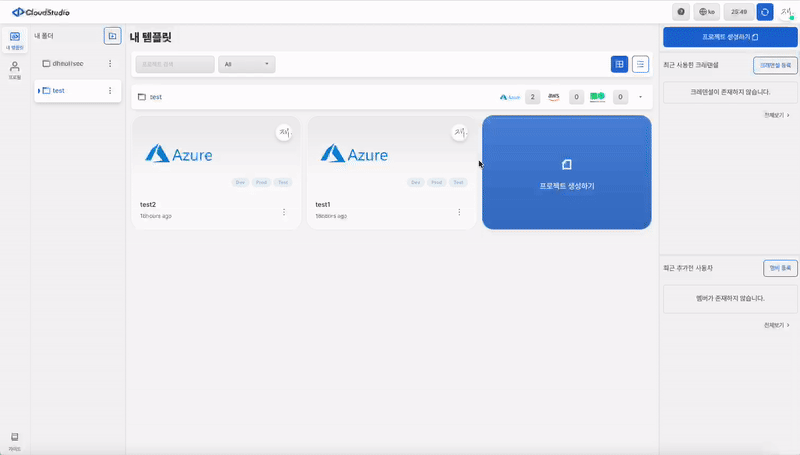 CloudStudio
ko
29:49
내 템플릿
프로필
가이드
내 폴더
test
내 템플릿
프로젝트 검색
All
test
Azure
2
aws
0
0
Azure
Dev
Prod
Test
test2
16hours ago
Azure
Dev
Prod
Test
test1
프로젝트 생성하기
프로젝트 생성하기
최근 사용한 크레덴셜
크레덴셜 등록
크레덴셜이 존재하지 않습니다.
전체보기 >
최근 추가한 사용자
멤버 등록
멤버가 존재하지 않습니다.
전체보기 >